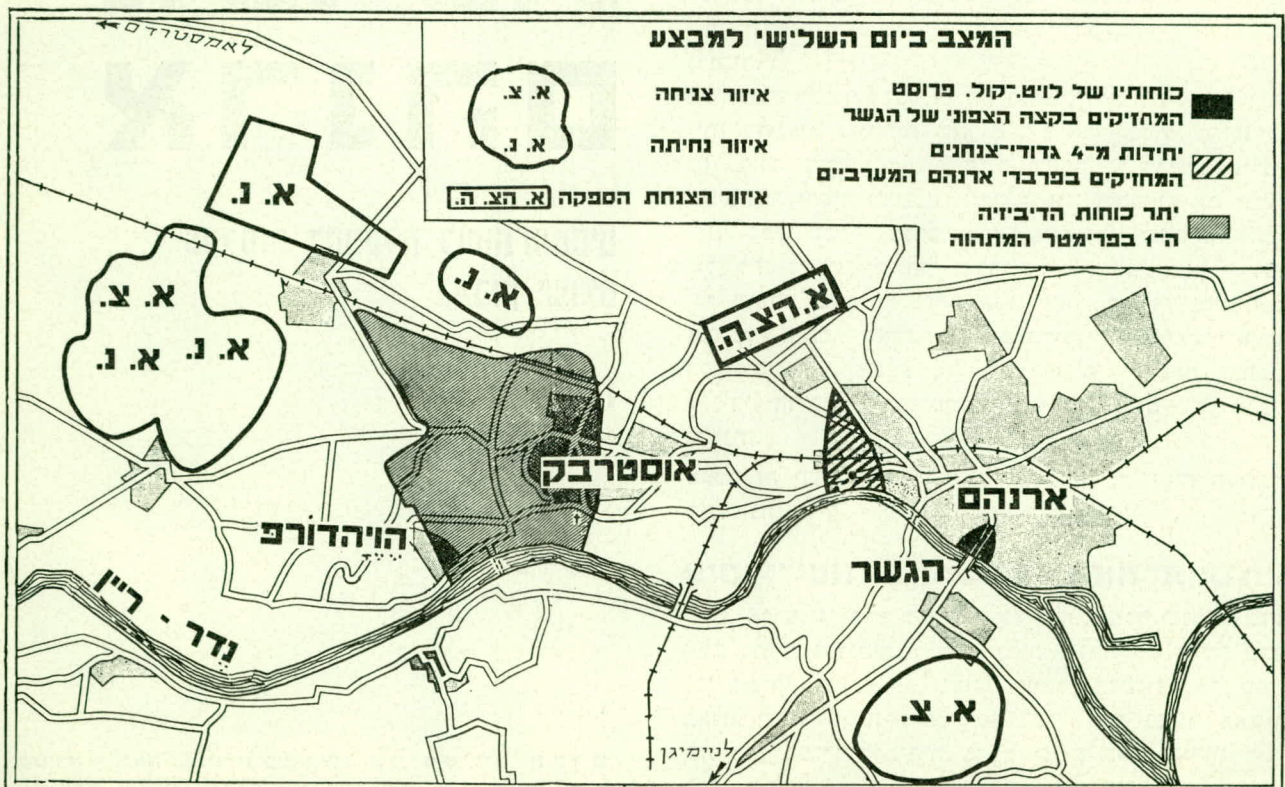 המצב ביום השלישי למבצע
כוחותיו של לויט.-קול. פרוסט
המחזיקים בקצה הצפוני של הגשר
יחידות מ-4 גדודי-צנחנים
המחזיקים בפרברי ארנהם המערביים
יתר כוחות הדיביזיה
ה-1 בפרימטר המתהווה
איזור צניחה
א. צ.
איזור נחיתה
א. נ.
איזור הצנחת הספקה
א. הצ. ה.
לאמסטרדם
א. נ.
א. צ.
א. נ.
א. נ.
א. נ.
א. הצ. ה.
אוסטרבק
ארנהם
הויהדורפ
הגשר
נדר - ריין
א. צ.
לניימיגן